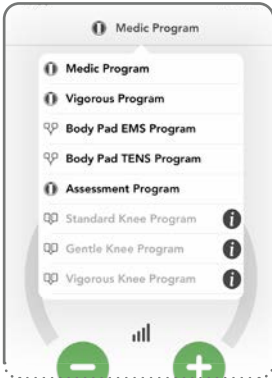 Medic Program
Medic Program
Vigorous Program
Body Pad EMS Program
Body Pad TENS Program
Assessment Program
Standard Knee Program
Gentle Knee Program
Vigorous Knee Program